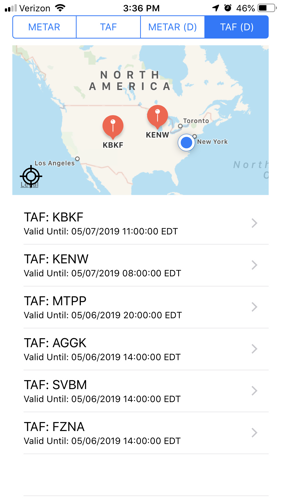 Verizon 3:36 PM 46%
METAR TAF METAR (D) TAF (D)
NORTH
AMERICA
Toronto
KENW
New York
KBKF
Los Angeles
North
Legal
TAF: KBKF
Valid Until: 05/07/2019 11:00:00 EDT
TAF: KENW
Valid Until: 05/07/2019 08:00:00 EDT
TAF: MTPP
Valid Until: 05/06/2019 20:00:00 EDT
TAF: AGGK
Valid Until: 05/06/2019 14:00:00 EDT
TAF: SVBM
Valid Until: 05/06/2019 14:00:00 EDT
TAF: FZNA
Valid Until: 05/06/2019 14:00:00 EDT